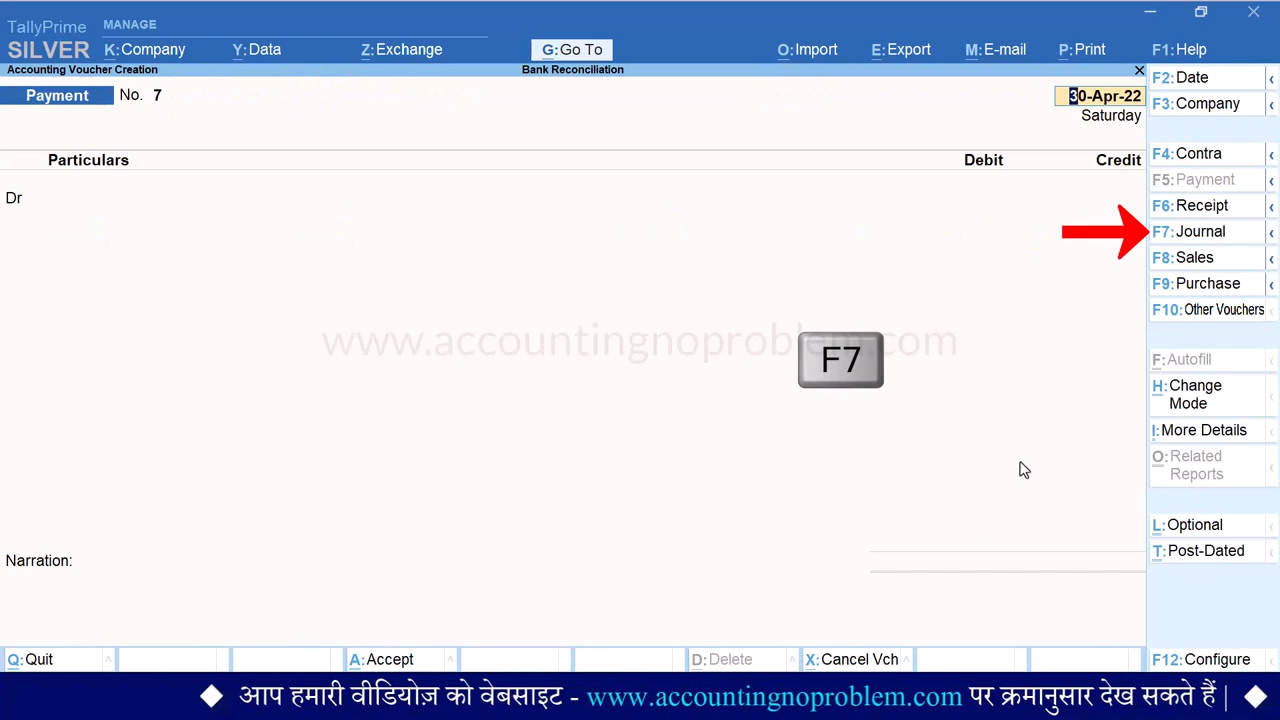 TallyPrime MANAGE
SILVER K:Company Y:Data Z:Exchange G:Go To O:Import E:Export M:E-mail P:Print F1:Help
Accounting Voucher Creation Bank Reconciliation
Payment No. 7 30-Apr-22
Saturday
Particulars Debit Credit
Dr
Narration:
F2:Date
F3:Company
F4:Contra
F5:Payment
F6:Receipt
F7:Journal
F8:Sales
F9:Purchase
F10:Other Vouchers
F:Autofill
H:Change
Mode
I:More Details
O:Related
Reports
L:Optional
T:Post-Dated
www.accountingnoproblem.com
F7
Q:Quit A:Accept D:Delete X:Cancel Vch F12:Configure
आप हमारी वीडियोज़ को वेबसाइट - www.accountingnoproblem.com पर क्रमानुसार देख सकते हैं |